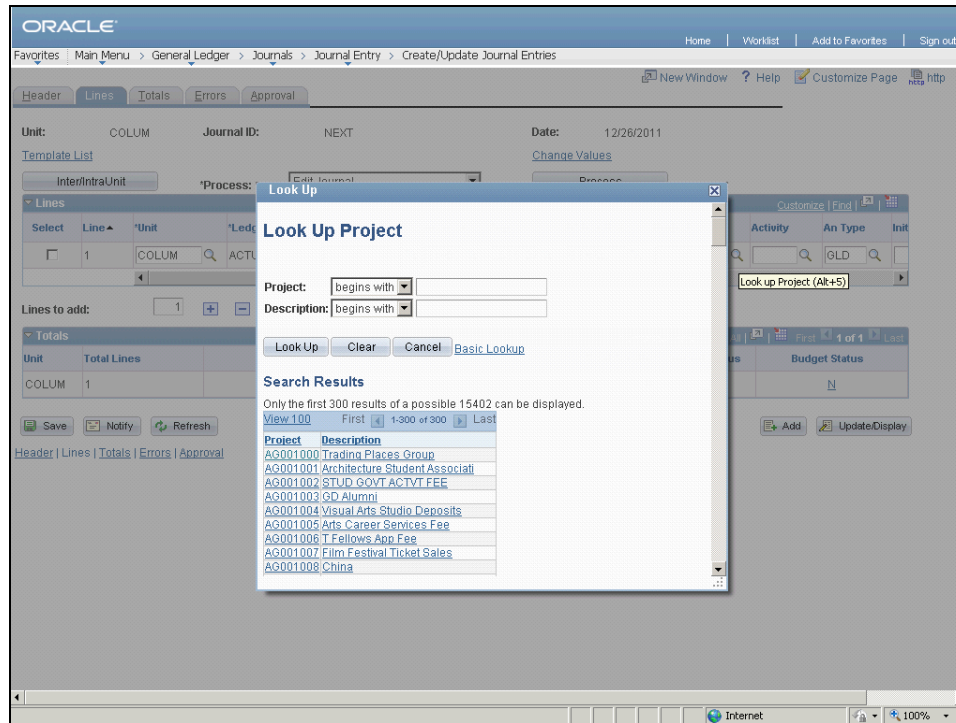 ORACLE
Home | Worklist | Add to Favorites | Sign out
Favorites Main Menu > General Ledger > Journals > Journal Entry > Create/Update Journal Entries
New Window ? Help Customize Page http
Header Lines Totals Errors Approval
Unit: COLUM Journal ID: NEXT Date: 12/26/2011
Template List Change Values
Inter/IntraUnit *Process: Edit Journal Process
Lines Customize | Find |
Select Line *Unit *Ledg Activity An Type Init
1 COLUM ACTU GLD
Look up Project (Alt+5)
Lines to add: 1
Totals First 1 of 1 Last
Unit Total Lines us Budget Status
COLUM 1 N
Save Notify Refresh Add Update/Display
Header | Lines | Totals | Errors | Approval
Look Up
Look Up Project
Project: begins with
Description: begins with
Look Up Clear Cancel Basic Lookup
Search Results
Only the first 300 results of a possible 15402 can be displayed.
View 100 First 1-300 of 300 Last
Project Description
AG001000 Trading Places Group
AG001001 Architecture Student Associati
AG001002 STUD GOVT ACTVT FEE
AG001003 GD Alumni
AG001004 Visual Arts Studio Deposits
AG001005 Arts Career Services Fee
AG001006 T Fellows App Fee
AG001007 Film Festival Ticket Sales
AG001008 China
Internet 100%